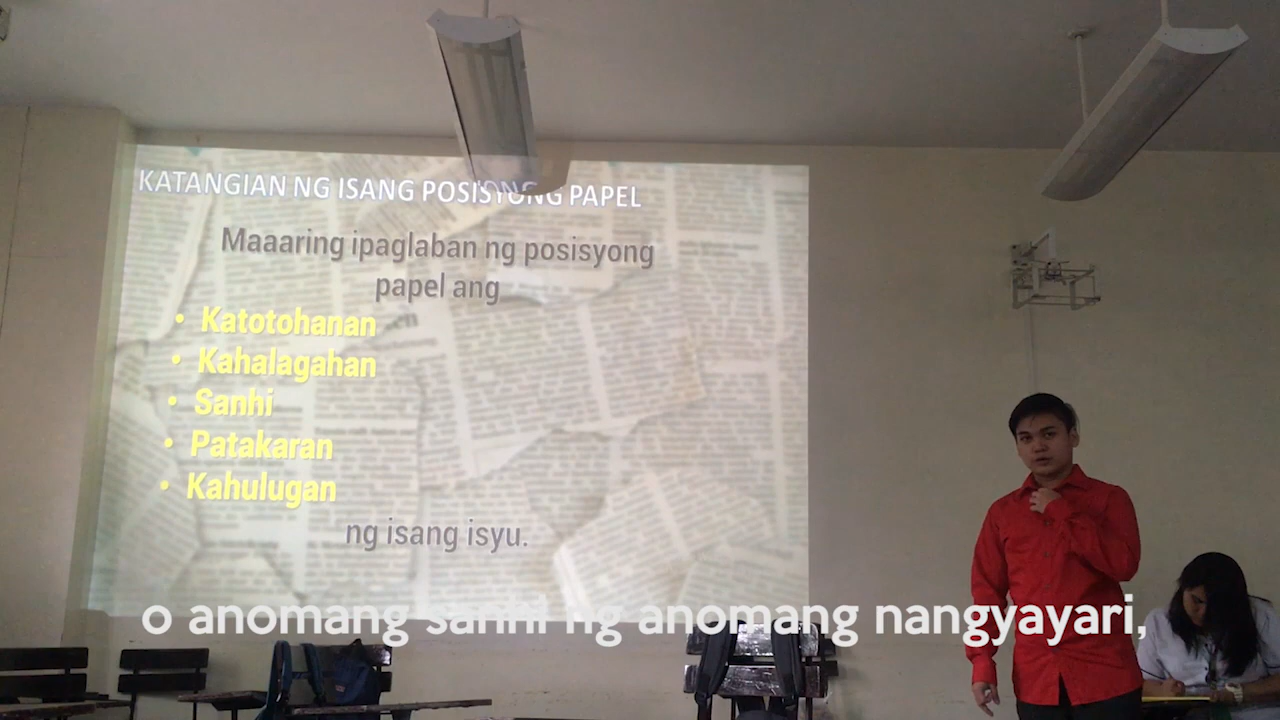 KATANGIAN NG ISANG POSISYONG PAPEL
Maaaring ipaglaban ng posisyong
papel ang
• Katotohanan
• Kahalagahan
• Sanhi
• Patakaran
• Kahulugan
ng isang isyu.
o anomang sanhi ng anomang nangyayari,